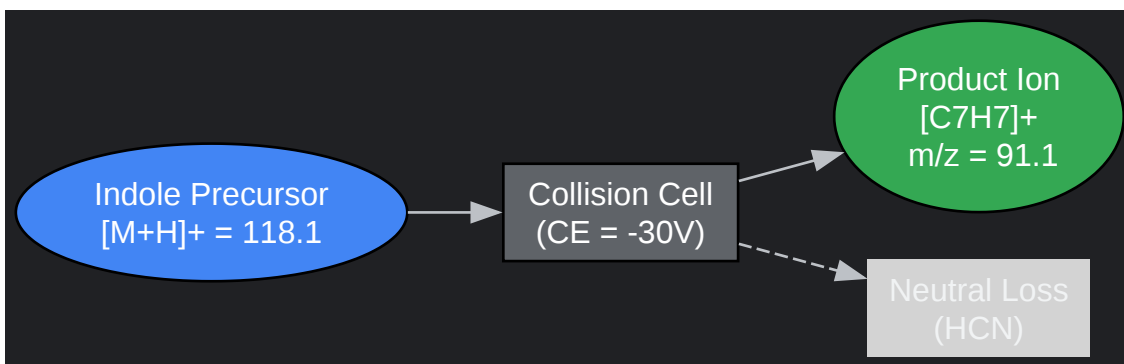 Indole Precursor
[M+H]+ = 118.1
Collision Cell
(CE = -30V)
Product Ion
[C7H7]+
m/z = 91.1
Neutral Loss
(HCN)